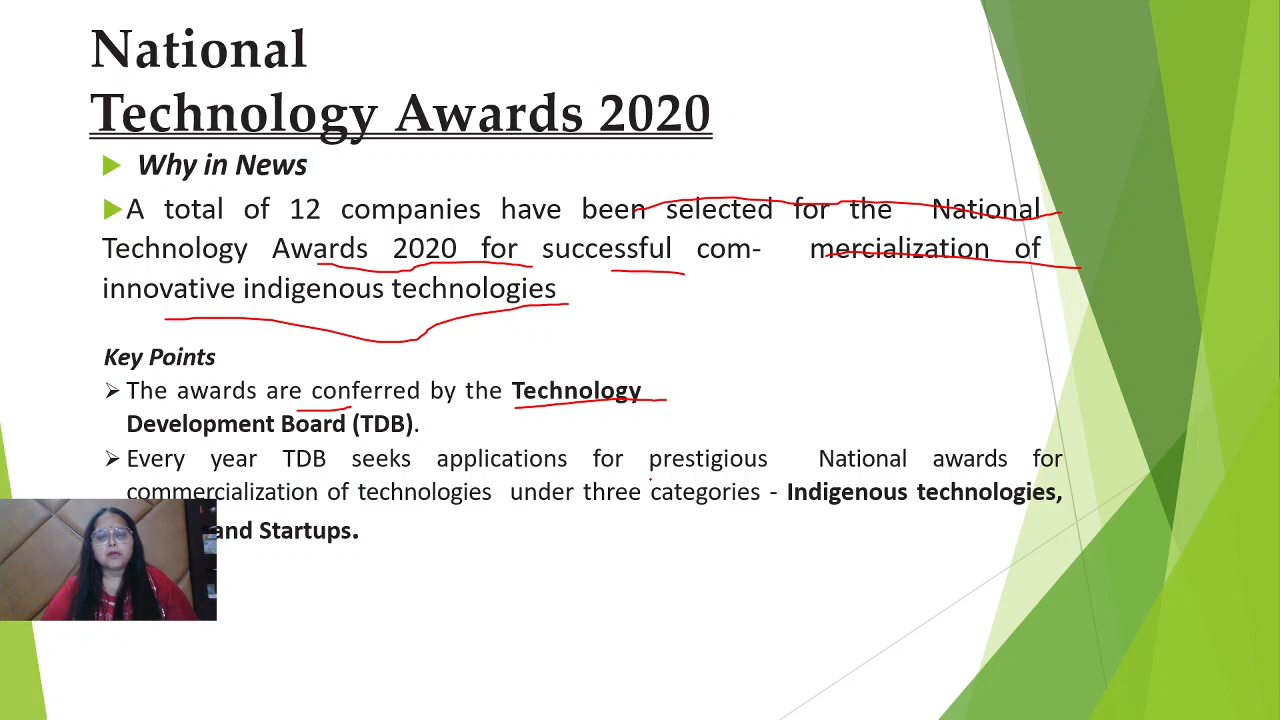 National
Technology Awards 2020
Why in News
A total of 12 companies have been selected for the National
Technology Awards 2020 for successful com- mercialization of
innovative indigenous technologies
Key Points
The awards are conferred by the Technology
Development Board (TDB).
Every year TDB seeks applications for prestigious National awards for
commercialization of technologies under three categories - Indigenous technologies,
and Startups.